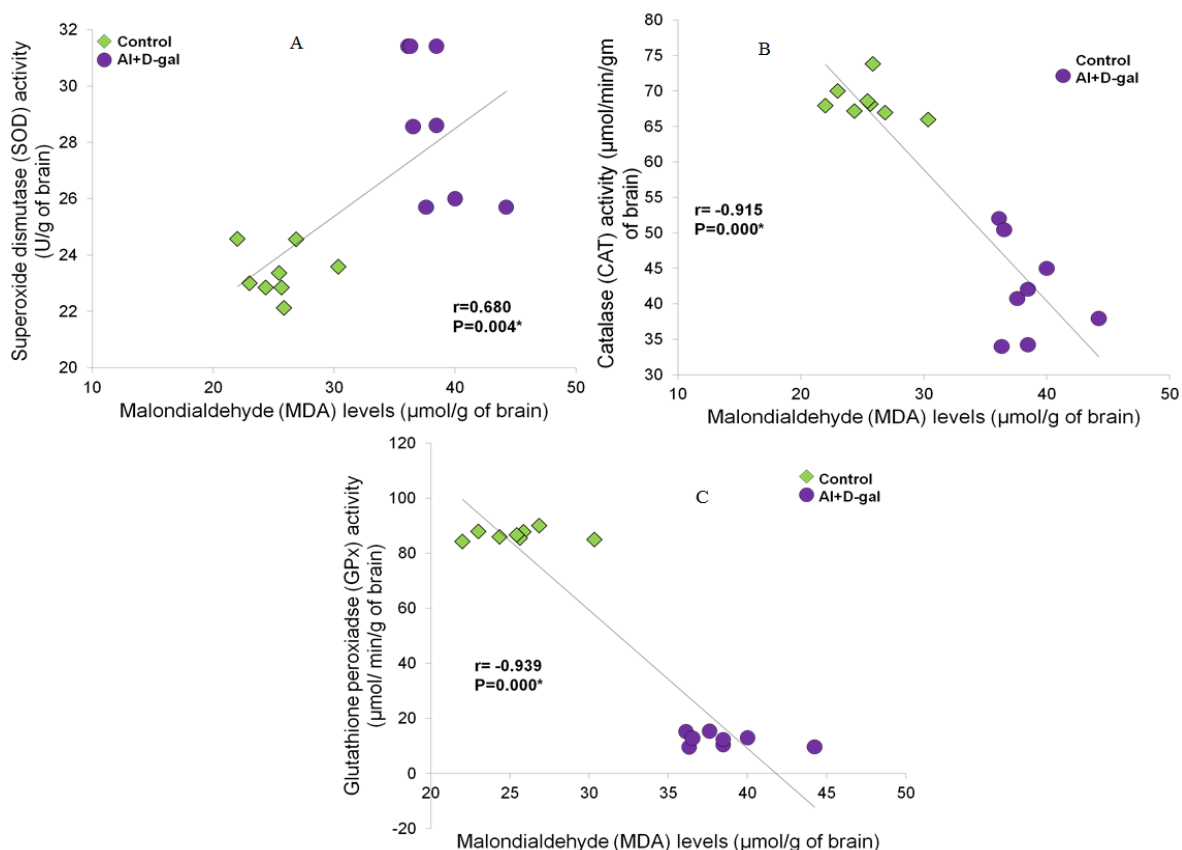 A
Control
Al+D-gal
Superoxide dismutase (SOD) activity
(U/g of brain)
32
30
28
26
24
22
20
r=0.680
P=0.004*
10 20 30 40 50
Malondialdehyde (MDA) levels (µmol/g of brain)
B
Control
Al+D-gal
Catalase (CAT) activity (µmol/min/gm
of brain)
80
75
70
65
60
55
50
45
40
35
30
r= -0.915
P=0.000*
10 20 30 40 50
Malondialdehyde (MDA) levels (µmol/g of brain)
C
Control
Al+D-gal
Glutathione peroxiadse (GPx) activity
(µmol/ min/g of brain)
120
100
80
60
40
20
0
-20
r= -0.939
P=0.000*
20 25 30 35 40 45 50
Malondialdehyde (MDA) levels (µmol/g of brain)